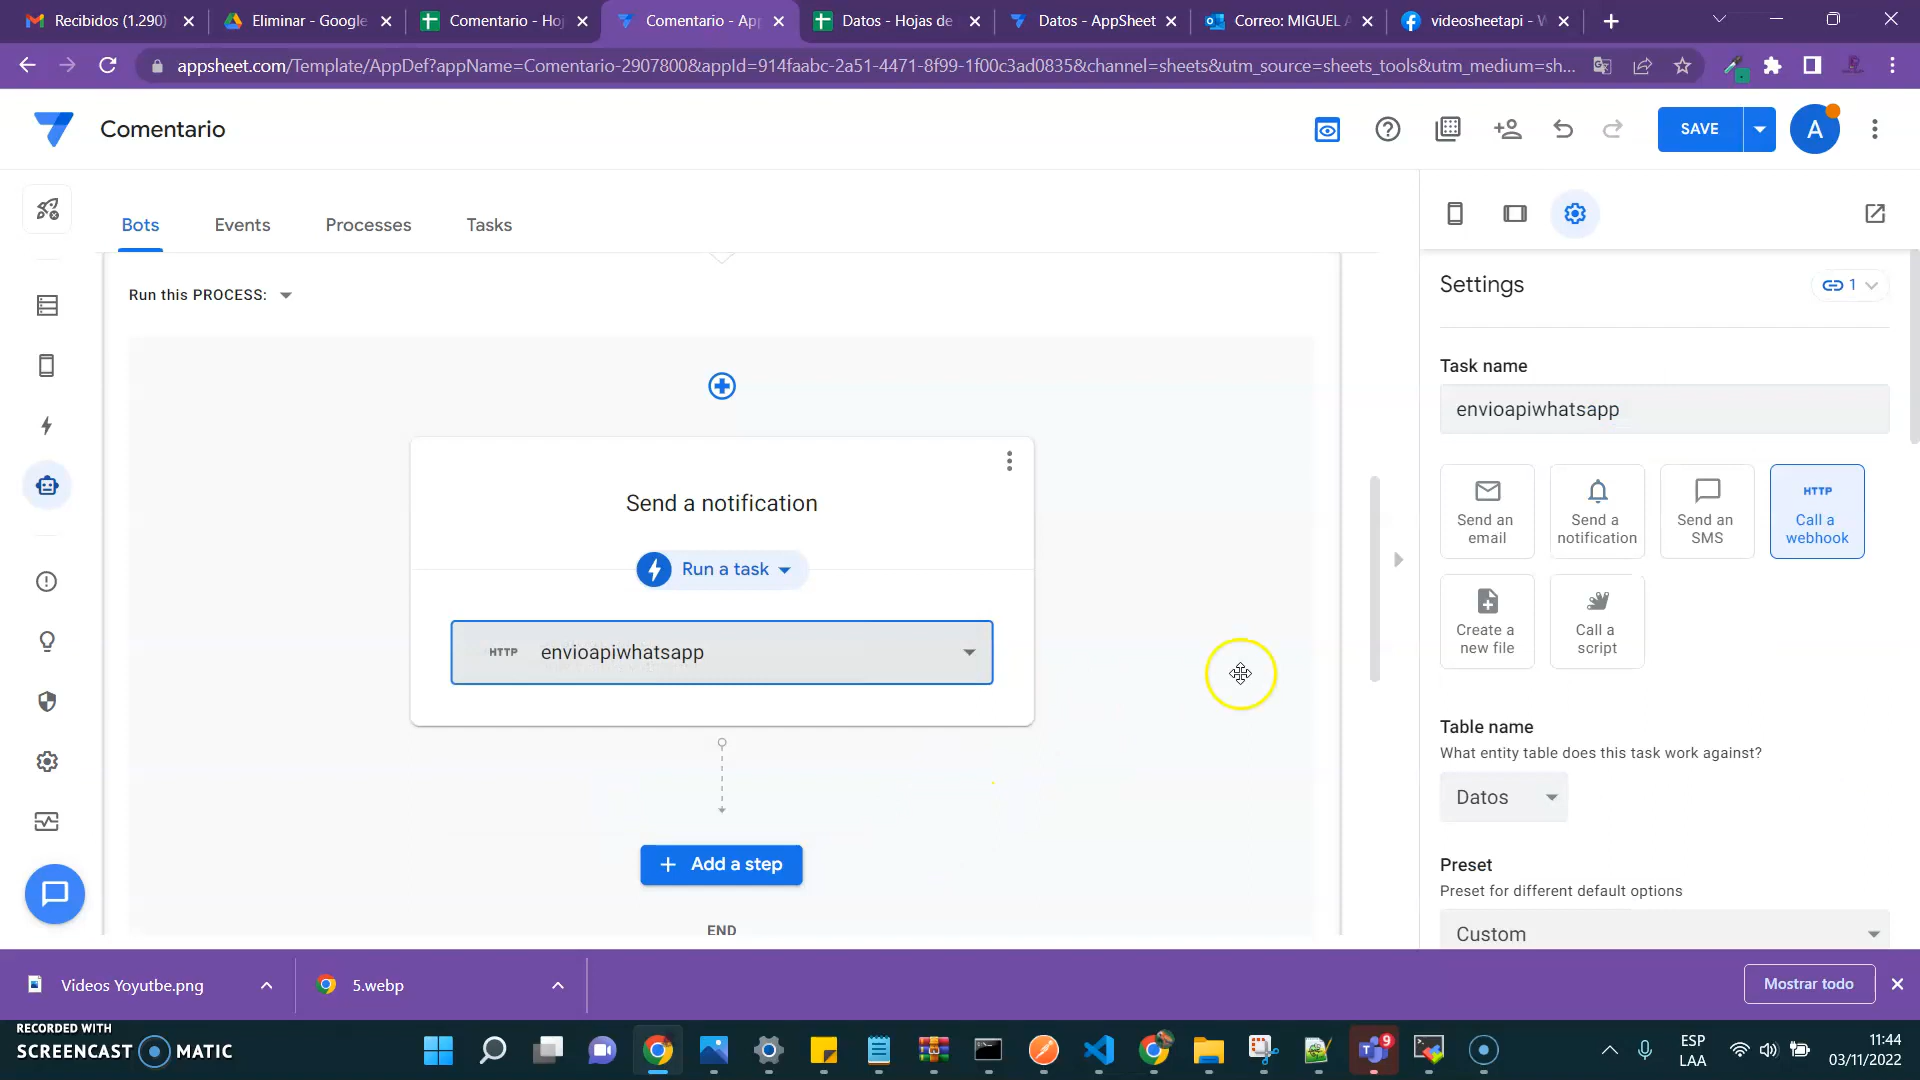 Recibidos (1.290)
Eliminar - Google
Comentario - Hoj
Comentario - App
Datos - Hojas de
Datos - AppSheet
Correo: MIGUEL A
videosheetapi - W
appsheet.com/Template/AppDef?appName=Comentario-2907800&appId=914faabc-2a51-4471-8f99-1f00c3ad0835&channel=sheets&utm_source=sheets_tools&utm_medium=sh...
Comentario
SAVE
A
Bots
Events
Processes
Tasks
Run this PROCESS:
Send a notification
Run a task
HTTP envioapiwhatsapp
Add a step
END
Settings
1
Task name
envioapiwhatsapp
Send an email
Send a notification
Send an SMS
HTTP
Call a webhook
Create a new file
Call a script
Table name
What entity table does this task work against?
Datos
Preset
Preset for different default options
Custom
Videos Yoyutbe.png
5.webp
Mostrar todo
RECORDED WITH
SCREENCAST MATIC
9
ESP
LAA
11:44
03/11/2022